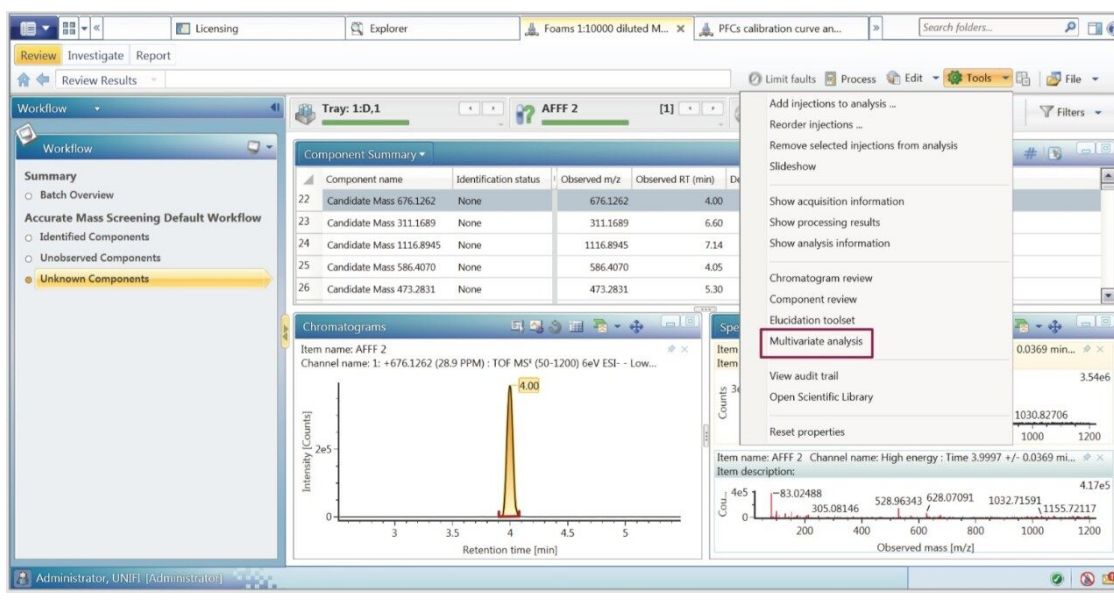 Licensing
Explorer
Foams 1:10000 diluted M...
PFCs calibration curve an...
Search folders...
Review Investigate Report
Review Results
Limit faults Process Edit Tools File
Workflow
Tray: 1:D,1
AFFF 2 [1]
Filters
Workflow
Summary
Batch Overview
Accurate Mass Screening Default Workflow
Identified Components
Unobserved Components
Unknown Components
Component Summary
Component name Identification status Observed m/z Observed RT (min) De
22 Candidate Mass 676.1262 None 676.1262 4.00
23 Candidate Mass 311.1689 None 311.1689 6.60
24 Candidate Mass 1116.8945 None 1116.8945 7.14
25 Candidate Mass 586.4070 None 586.4070 4.05
26 Candidate Mass 473.2831 None 473.2831 5.30
Add injections to analysis ...
Reorder injections ...
Remove selected injections from analysis
Slideshow
Show acquisition information
Show processing results
Show analysis information
Chromatogram review
Component review
Elucidation toolset
Multivariate analysis
View audit trail
Open Scientific Library
Reset properties
Chromatograms
Item name: AFFF 2
Channel name: 1: +676.1262 (28.9 PPM) : TOF MSᴱ (50-1200) 6eV ESI- - Low...
4.00
Intensity [Counts]
2e5
0
3 3.5 4 4.5 5
Retention time [min]
Spe
Item
Item
0.0369 min...
3.54e6
Counts
3e
0
1030.82706
1000 1200
Item name: AFFF 2 Channel name: High energy : Time 3.9997 +/- 0.0369 mi...
Item description:
4.17e5
Cou...
4e5
0
83.02488
305.08146
528.96343
628.07091
1032.71591
1155.72117
200 400 600 800 1000 1200
Observed mass [m/z]
Administrator, UNIFI [Administrator]